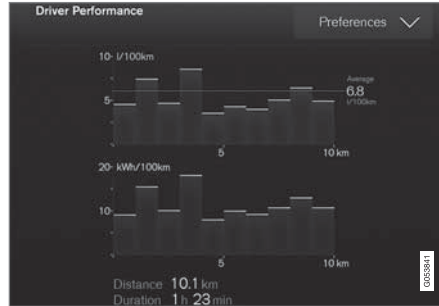 Driver Performance
Preferences
10- l/100km
Average
6.8
l/100km
5-
5
10 km
20- kWh/100km
10-
5
10 km
Distance 10.1 km
Duration 1 h 23 min
G053841